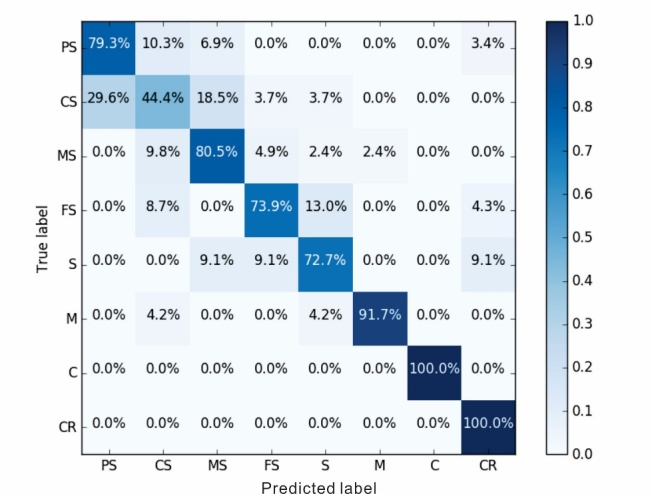 PS 79.3% 10.3% 6.9% 0.0% 0.0% 0.0% 0.0% 3.4%
CS 29.6% 44.4% 18.5% 3.7% 3.7% 0.0% 0.0% 0.0%
MS 0.0% 9.8% 80.5% 4.9% 2.4% 2.4% 0.0% 0.0%
FS 0.0% 8.7% 0.0% 73.9% 13.0% 0.0% 0.0% 4.3%
S 0.0% 0.0% 9.1% 9.1% 72.7% 0.0% 0.0% 9.1%
M 0.0% 4.2% 0.0% 0.0% 4.2% 91.7% 0.0% 0.0%
C 0.0% 0.0% 0.0% 0.0% 0.0% 0.0% 100.0% 0.0%
CR 0.0% 0.0% 0.0% 0.0% 0.0% 0.0% 0.0% 100.0%
PS CS MS FS S M C CR
Predicted label
True label
1.0
0.9
0.8
0.7
0.6
0.5
0.4
0.3
0.2
0.1
0.0